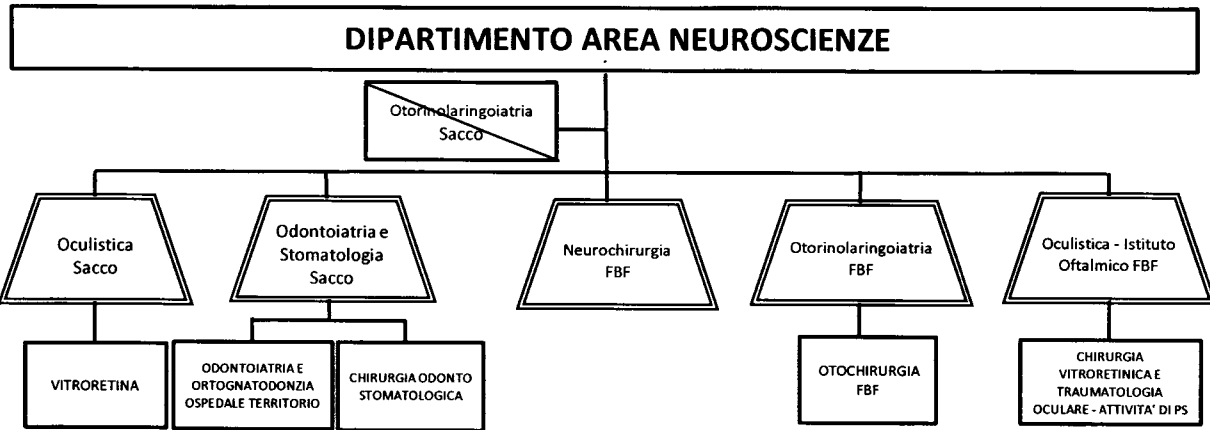 DIPARTIMENTO AREA NEUROSCIENZE
Otorinolaringoiatria
Sacco
Oculistica
Sacco
Odontoiatria e
Stomatologia
Sacco
Neurochirurgia
FBF
Otorinolaringoiatria
FBF
Oculistica - Istituto
Oftalmico FBF
VITRORETINA
ODONTOIATRIA E
ORTOGNATODONZIA
OSPEDALE TERRITORIO
CHIRURGIA ODONTO
STOMATOLOGICA
OTOCHIRURGIA
FBF
CHIRURGIA
VITRORETINICA E
TRAUMATOLOGIA
OCULARE - ATTIVITA' DI PS